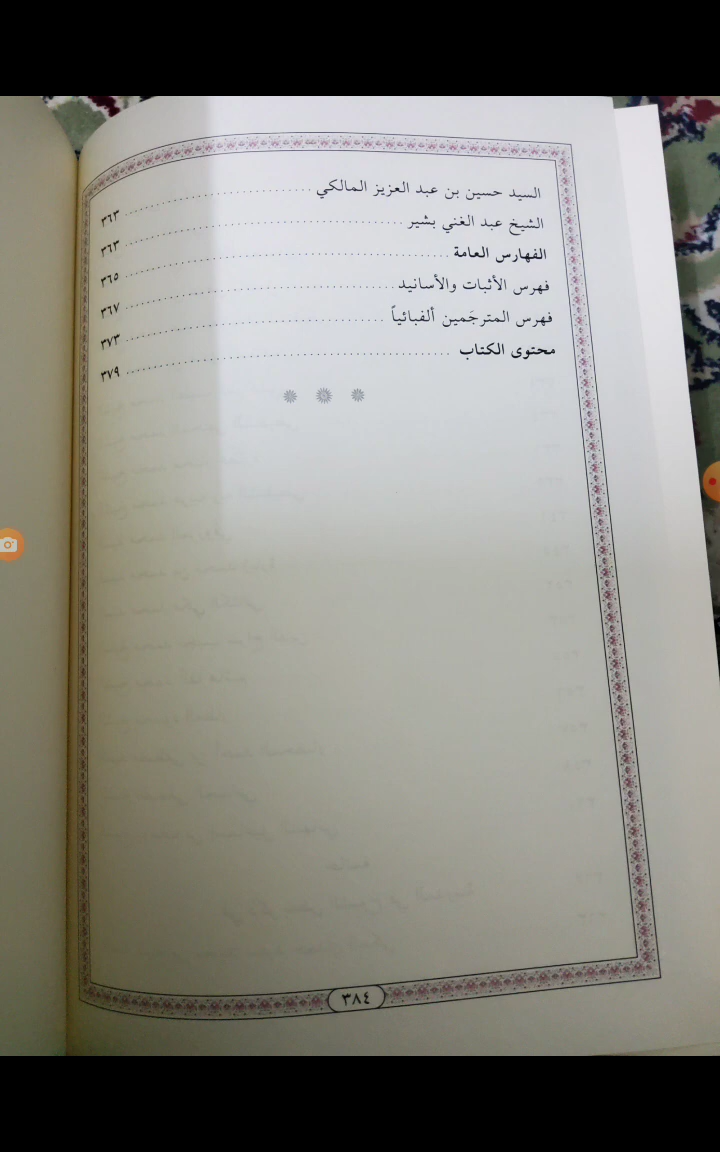 السيد حسين بن عبد العزيز المالكي ٣٦٣
الشيخ عبد الغني بشير ٣٦٣
الفهارس العامة ٣٦٥
فهرس الأثبات والأسانيد ٣٦٧
فهرس المترجَمين ألفبائياً ٣٧٣
محتوى الكتاب ٣٧٩
٣٨٤